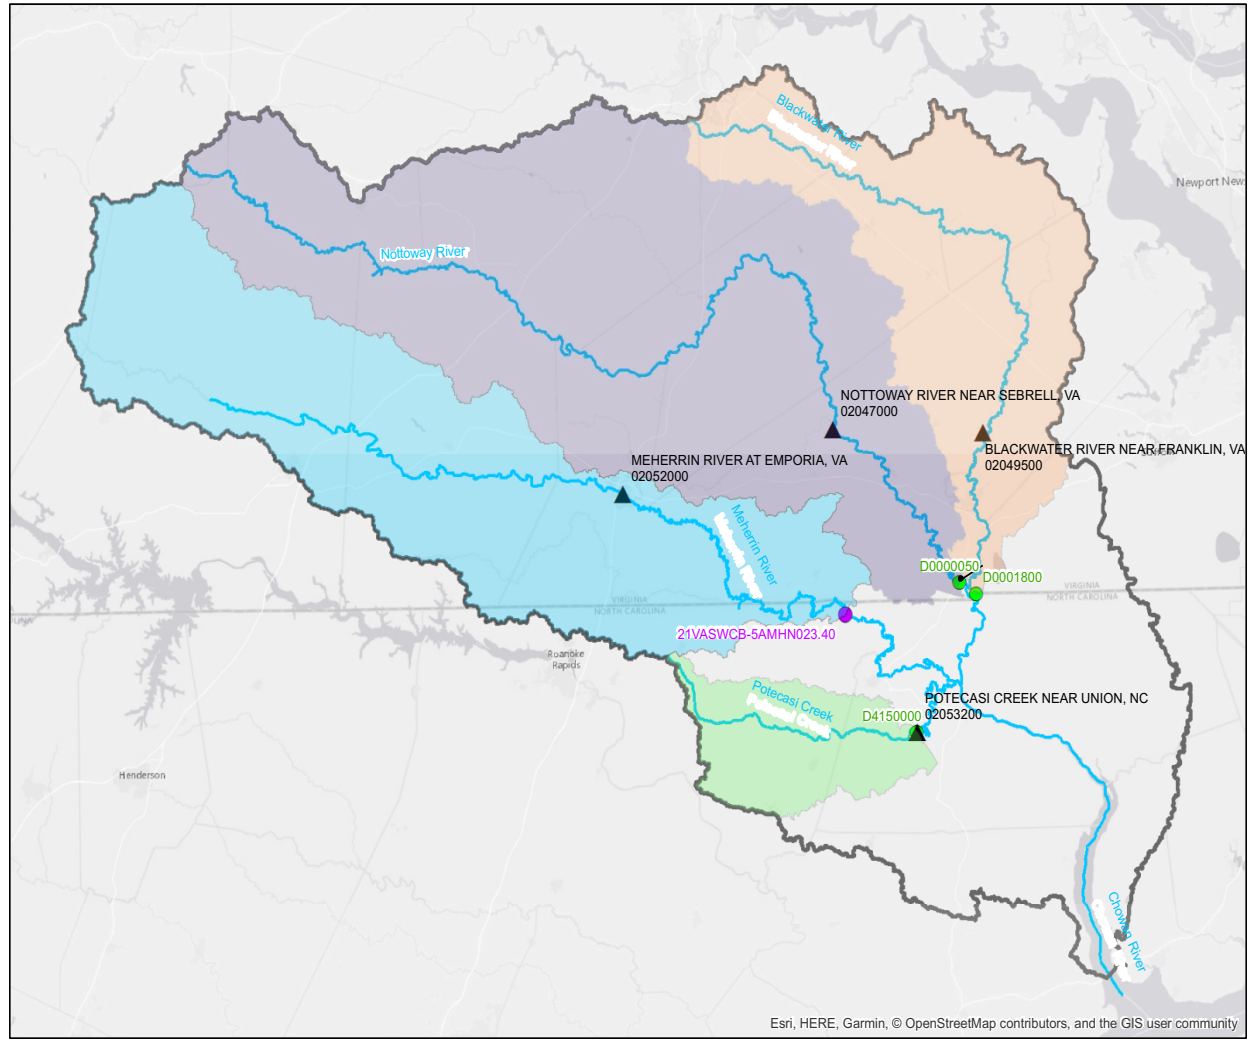 Blackwater River
Newport New
Nottoway River
NOTTOWAY RIVER NEAR SEBRELL, VA
02047000
BLACKWATER RIVER NEAR FRANKLIN, VA
02049500
MEHERRIN RIVER AT EMPORIA, VA
02052000
Meherrin River
D0000050
D0001800
VIRGINIA
NORTH CAROLINA
VIRGINIA
NORTH CAROLINA
21VASWCB-5AMHN023.40
Roanoke
Rapids
Potecasi Creek
POTECASI CREEK NEAR UNION, NC
D4150000
02053200
Henderson
Chowan River
Esri, HERE, Garmin, © OpenStreetMap contributors, and the GIS user community